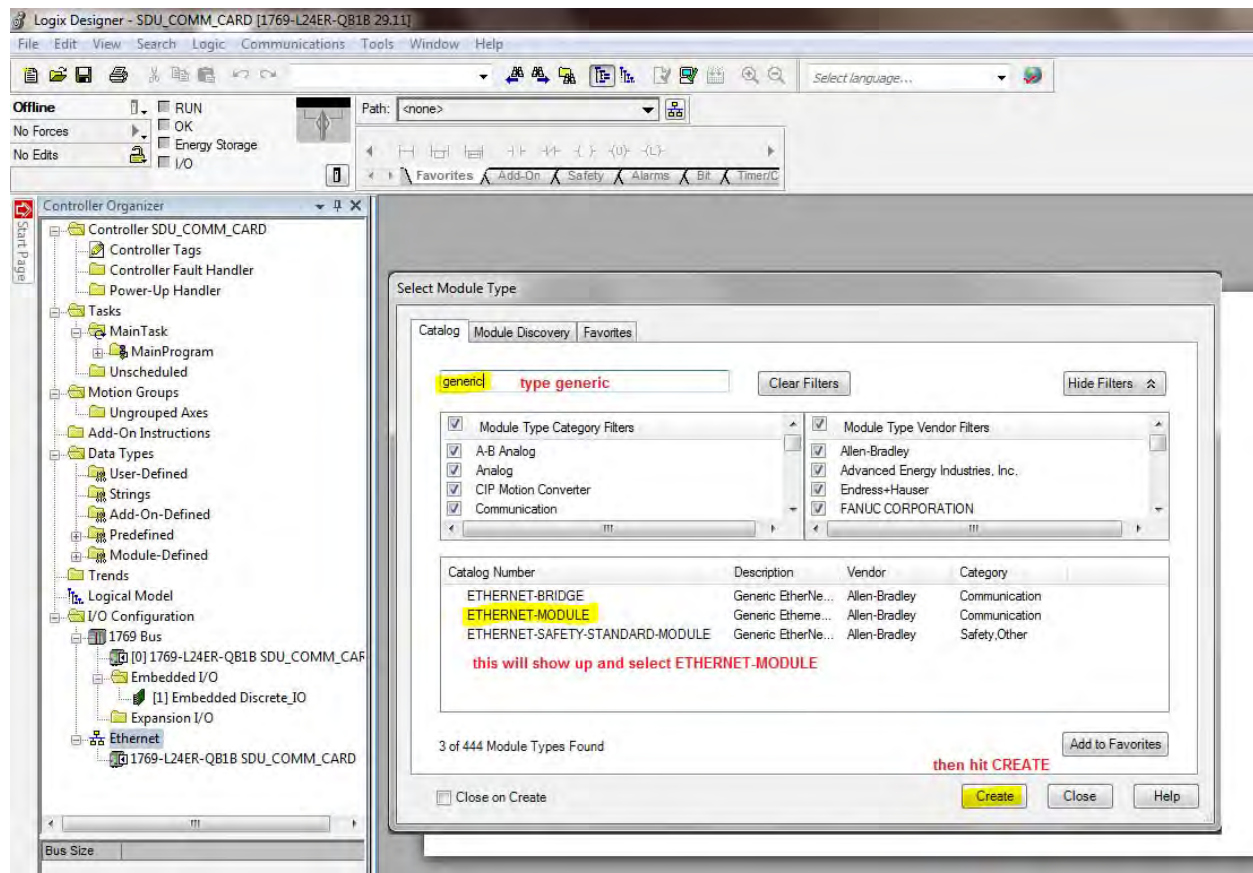 Logix Designer - SDU_COMM_CARD [1769-L24ER-QB1B 29.11]
File Edit View Search Logic Communications Tools Window Help
Select language...
Offline
RUN
No Forces
OK
No Edits
Energy Storage
I/O
Path: <none>
Favorites Add-On Safety Alarms Bit Timer/C
Start Page
Controller Organizer
Controller SDU_COMM_CARD
Controller Tags
Controller Fault Handler
Power-Up Handler
Tasks
MainTask
MainProgram
Unscheduled
Motion Groups
Ungrouped Axes
Add-On Instructions
Data Types
User-Defined
Strings
Add-On-Defined
Predefined
Module-Defined
Trends
Logical Model
I/O Configuration
1769 Bus
[0] 1769-L24ER-QB1B SDU_COMM_CAR
Embedded I/O
[1] Embedded Discrete_IO
Expansion I/O
Ethernet
1769-L24ER-QB1B SDU_COMM_CARD
Bus Size
Select Module Type
Catalog Module Discovery Favorites
generic type generic Clear Filters Hide Filters
Module Type Category Filters
A-B Analog
Analog
CIP Motion Converter
Communication
Module Type Vendor Filters
Allen-Bradley
Advanced Energy Industries, Inc.
Endress+Hauser
FANUC CORPORATION
Catalog Number Description Vendor Category
ETHERNET-BRIDGE Generic EtherNe... Allen-Bradley Communication
ETHERNET-MODULE Generic Etherne... Allen-Bradley Communication
ETHERNET-SAFETY-STANDARD-MODULE Generic EtherNe... Allen-Bradley Safety,Other
this will show up and select ETHERNET-MODULE
3 of 444 Module Types Found
Add to Favorites
then hit CREATE
Close on Create
Create Close Help